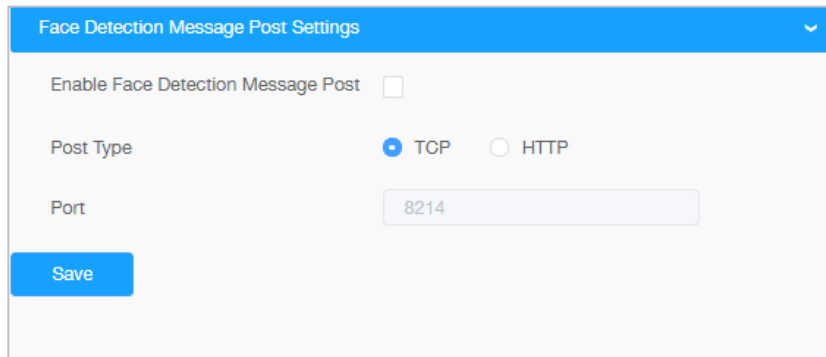 Face Detection Message Post Settings
Enable Face Detection Message Post
Post Type TCP HTTP
Port 8214
Save